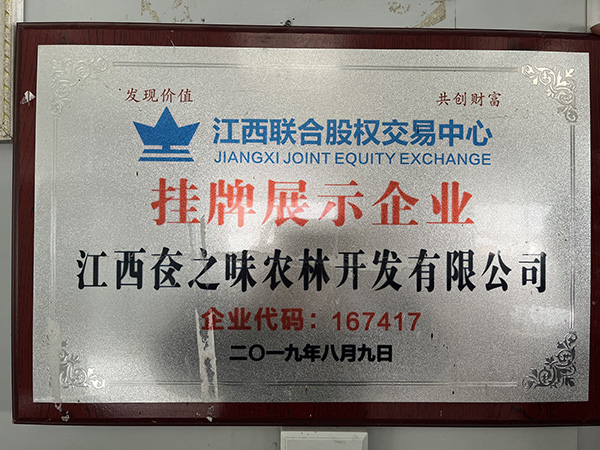 发现价值
共创财富
江西联合股权交易中心
JIANGXI JOINT EQUITY EXCHANGE
挂牌展示企业
江西夽之味农林开发有限公司
企业代码：167417
二〇一九年八月九日